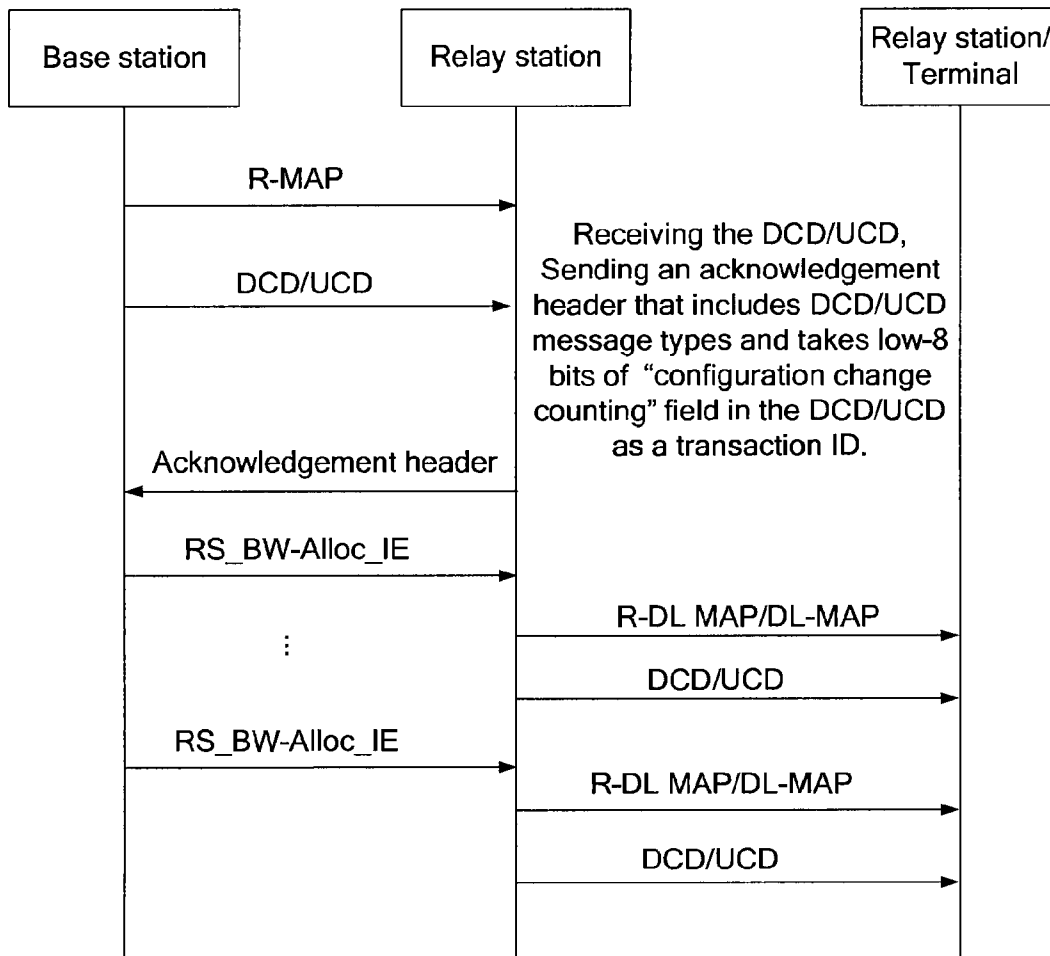 Base station
Relay station
Relay station/
Terminal
R-MAP
DCD/UCD
Receiving the DCD/UCD,
Sending an acknowledgement
header that includes DCD/UCD
message types and takes low-8
bits of “configuration change
counting” field in the DCD/UCD
as a transaction ID.
Acknowledgement header
RS_BW-Alloc_IE
R-DL MAP/DL-MAP
⋮
DCD/UCD
RS_BW-Alloc_IE
R-DL MAP/DL-MAP
DCD/UCD